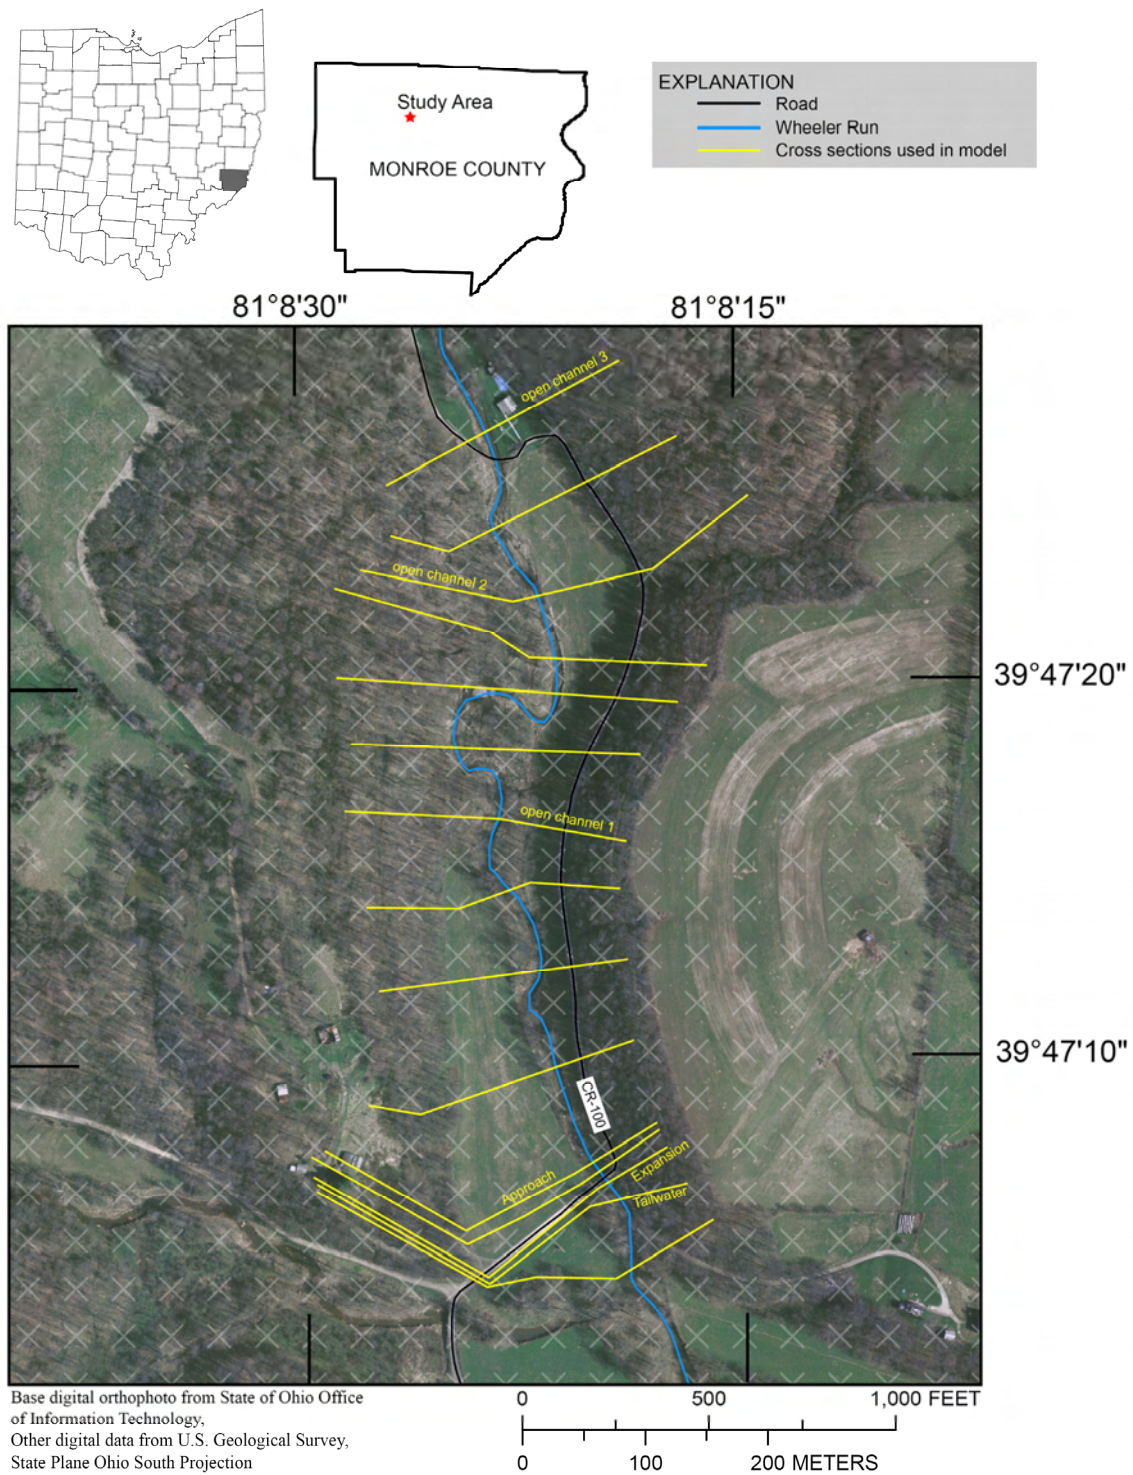 Study Area
MONROE COUNTY
EXPLANATION
Road
Wheeler Run
Cross sections used in model
81°8'30"
81°8'15"
open channel 3
open channel 2
39°47'20"
open channel 1
39°47'10"
CR-100
Approach
Expansion
Tailwater
Base digital orthophoto from State of Ohio Office
of Information Technology,
Other digital data from U.S. Geological Survey,
State Plane Ohio South Projection
0 500 1,000 FEET
0 100 200 METERS